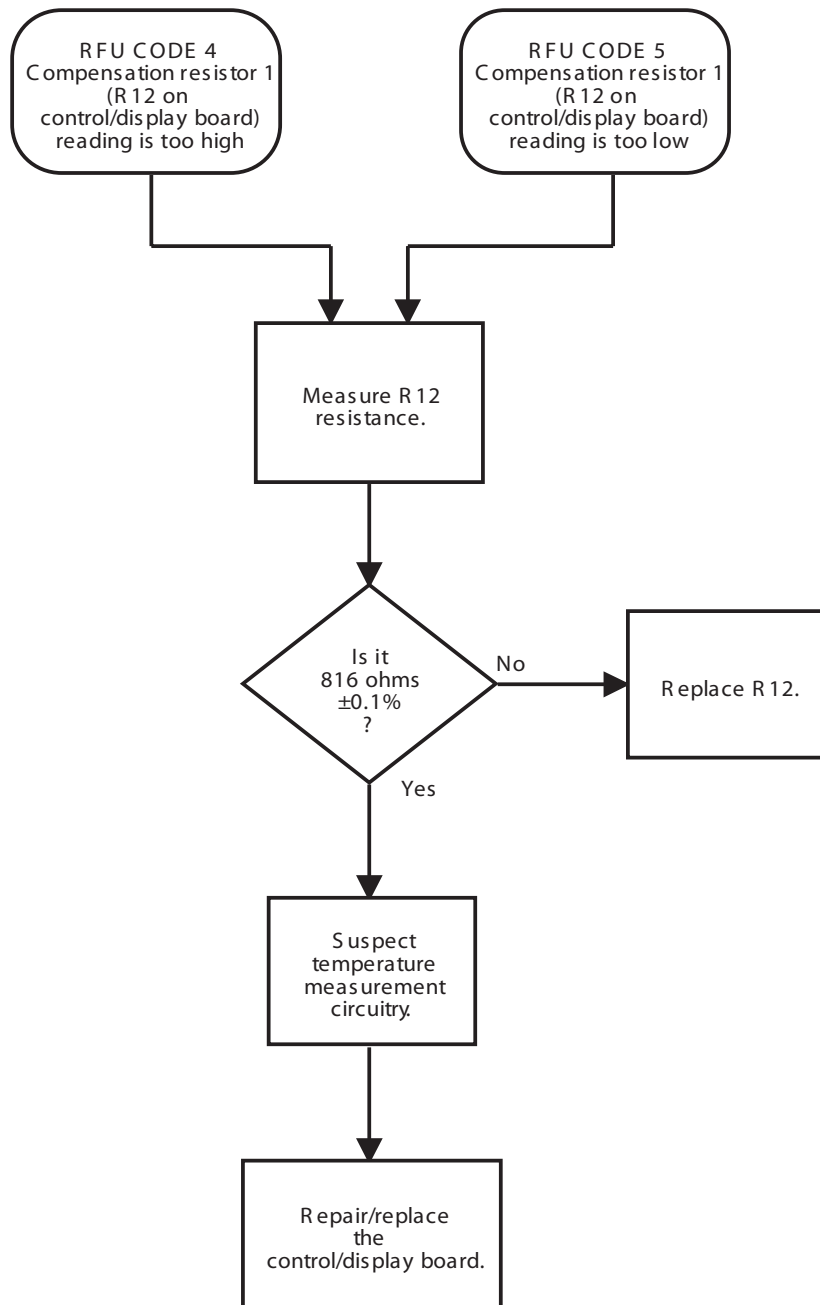 RFU CODE 4
Compensation resistor 1
(R12 on
control/display board)
reading is too high
RFU CODE 5
Compensation resistor 1
(R12 on
control/display board)
reading is too low
Measure R12
resistance.
Is it
816 ohms
±0.1%
?
No
Replace R12.
Yes
Suspect
temperature
measurement
circuitry.
Repair/replace
the
control/display board.